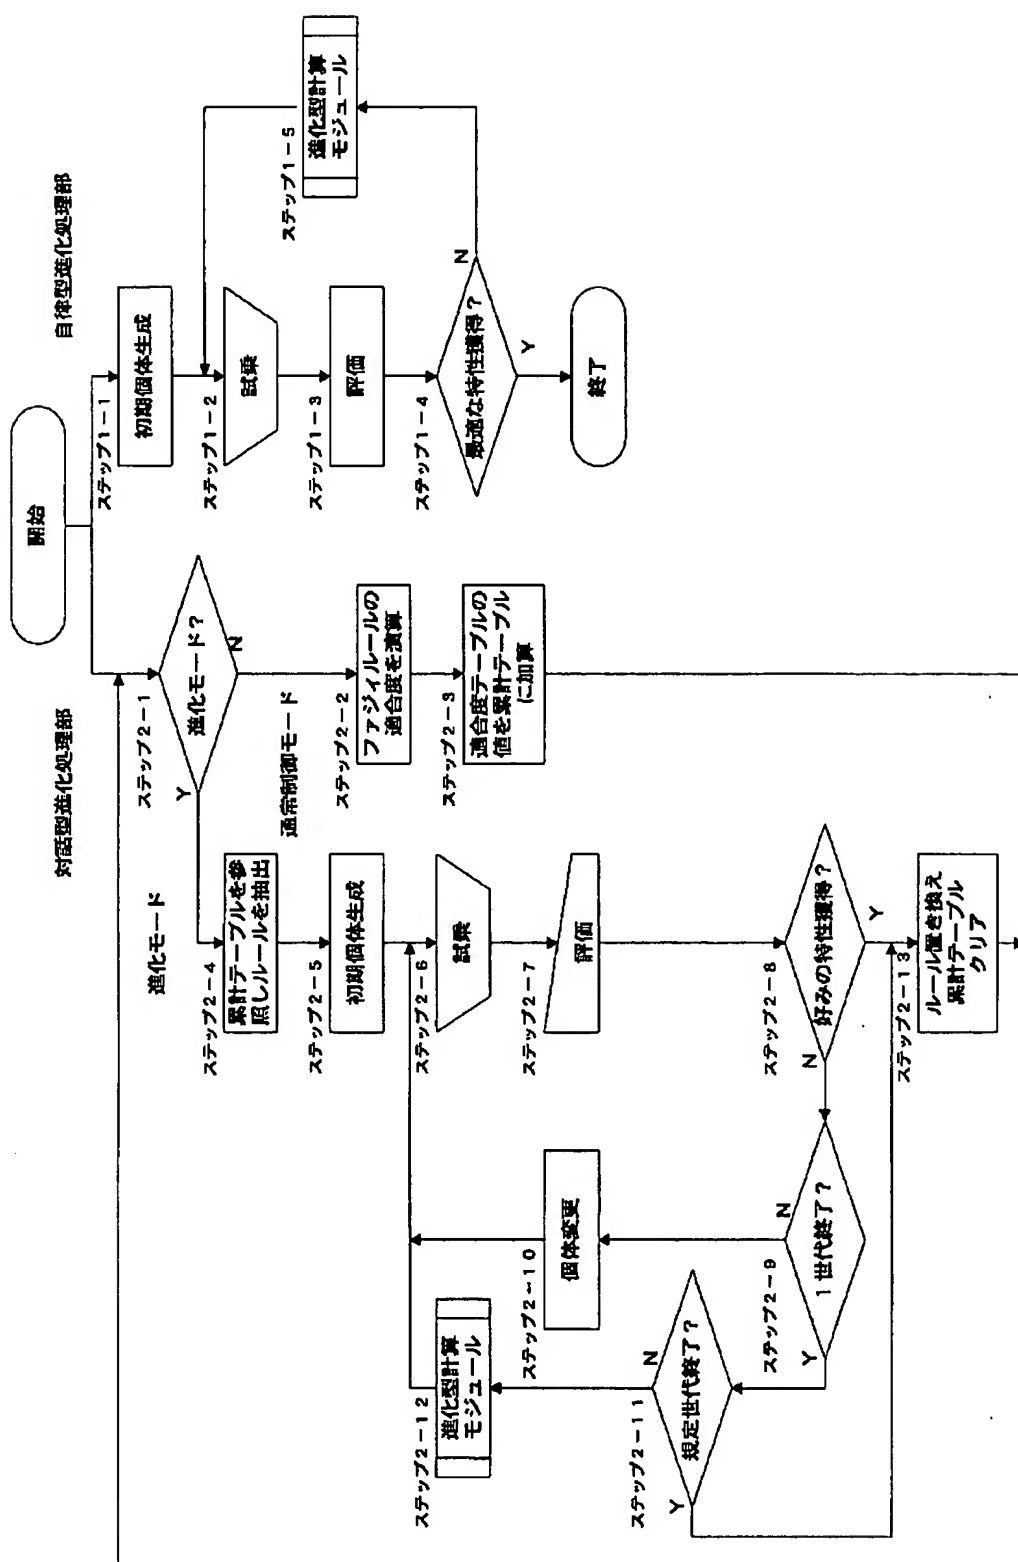 開始
対話型進化処理部
自律型進化処理部
ステップ1-1
初期個体生成
ステップ1-2
試乗
ステップ1-3
評価
ステップ1-4
最適な特性獲得?
N
Y
ステップ1-5
進化型計算
モジュール
終了
ステップ2-1
進化モード?
Y
N
進化モード
通常制御モード
ステップ2-2
ファジィルールの
適合度を演算
ステップ2-3
適合度テーブルの
値を累計テーブル
に加算
ステップ2-4
累計テーブルを参
照しルールを抽出
ステップ2-5
初期個体生成
ステップ2-6
試乗
ステップ2-7
評価
ステップ2-8
好みの特性獲得?
N
Y
ステップ2-9
1世代終了?
N
Y
ステップ2-10
個体変更
ステップ2-11
規定世代終了?
N
Y
ステップ2-12
進化型計算
モジュール
ステップ2-13
ルール置き換え
累計テーブル
クリア